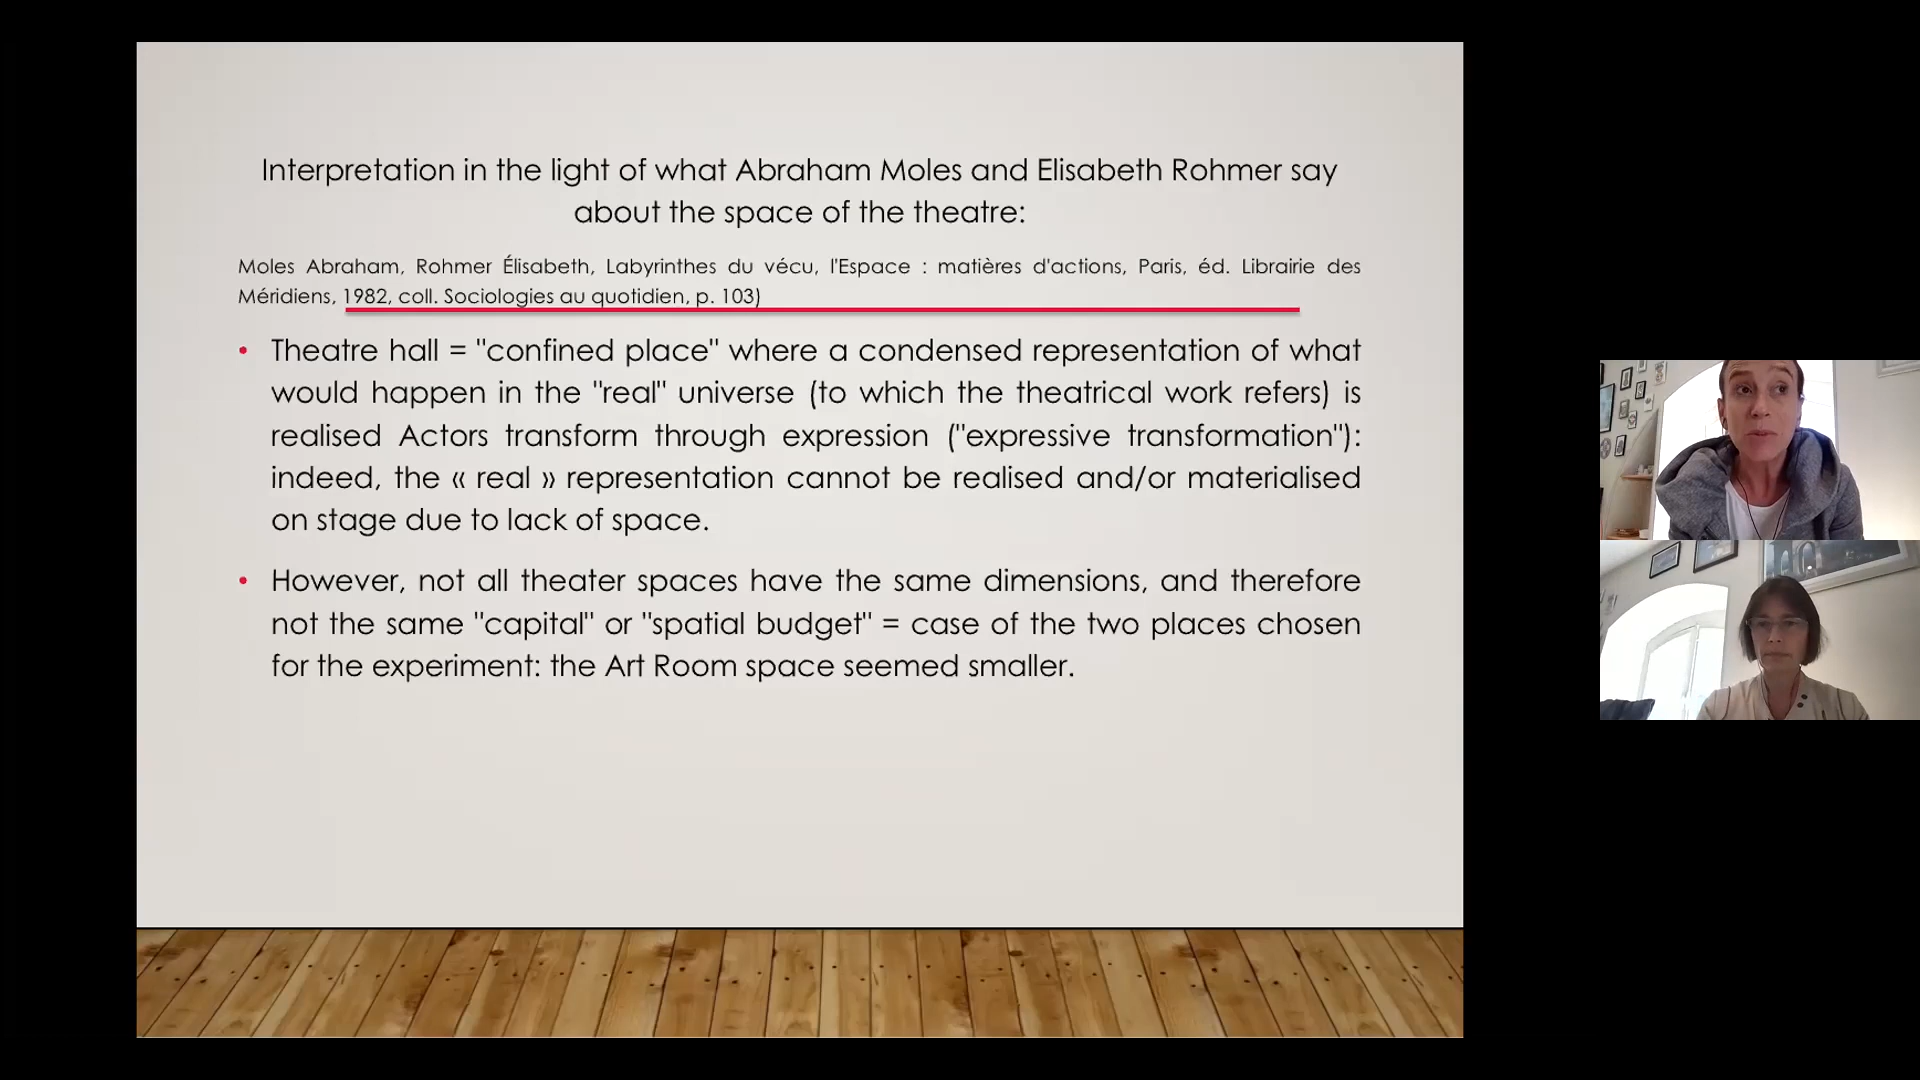 Interpretation in the light of what Abraham Moles and Elisabeth Rohmer say
about the space of the theatre:
Moles Abraham, Rohmer Élisabeth, Labyrinthes du vécu, l'Espace : matières d'actions, Paris, éd. Librairie des
Méridiens, 1982, coll. Sociologies au quotidien, p. 103)
• Theatre hall = "confined place" where a condensed representation of what
would happen in the "real" universe (to which the theatrical work refers) is
realised Actors transform through expression ("expressive transformation"):
indeed, the « real » representation cannot be realised and/or materialised
on stage due to lack of space.
• However, not all theater spaces have the same dimensions, and therefore
not the same "capital" or "spatial budget" = case of the two places chosen
for the experiment: the Art Room space seemed smaller.